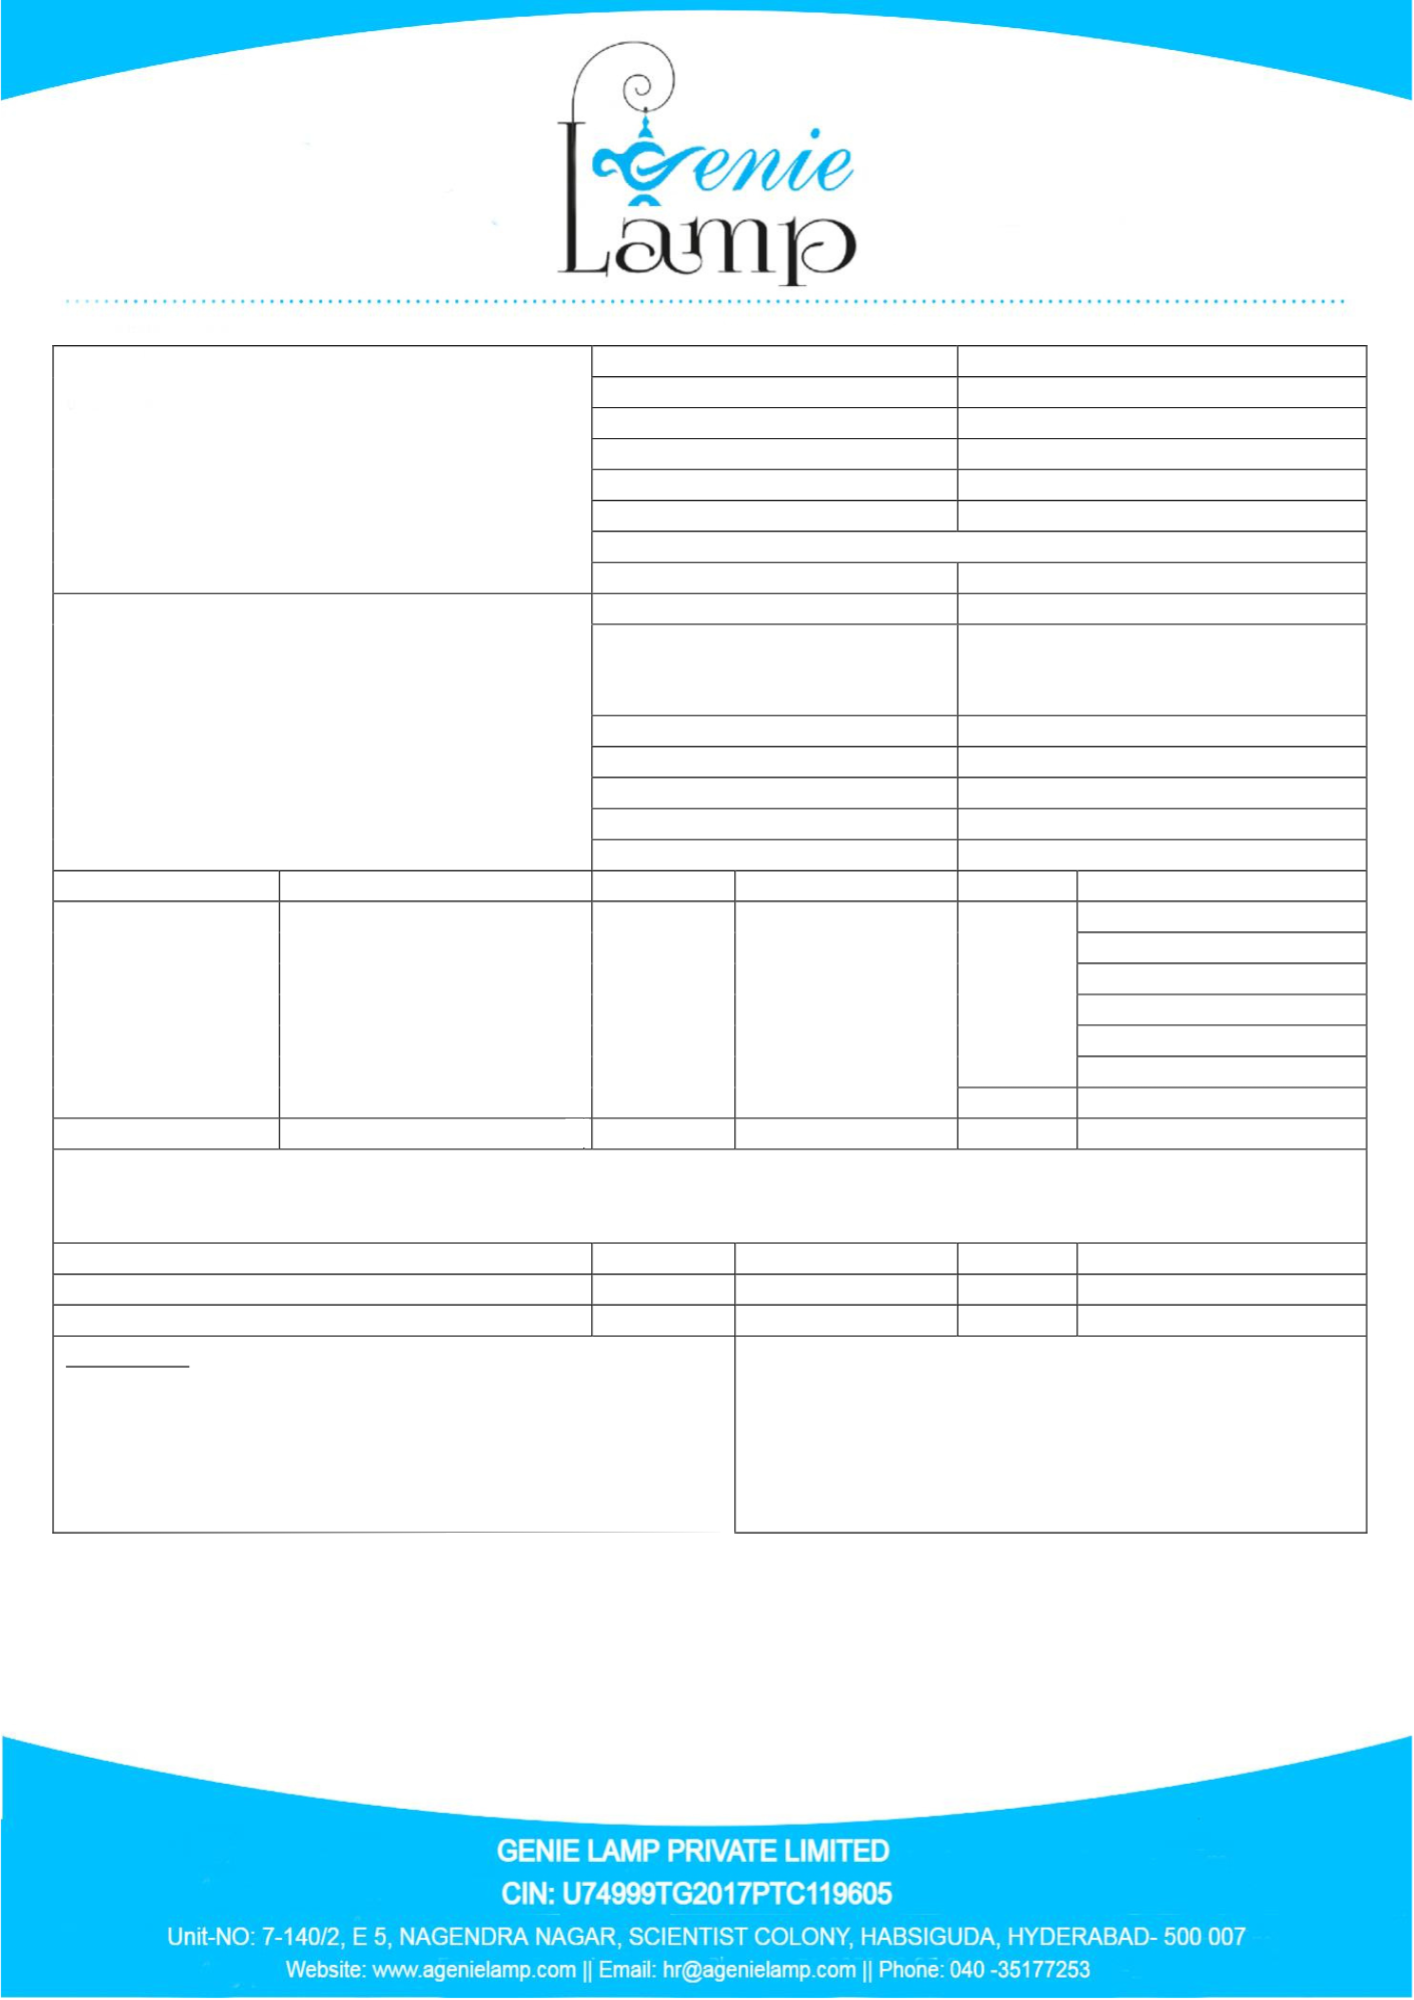 Genie
Lamp
GENIE LAMP PRIVATE LIMITED
CIN: U74999TG2017PTC119605
Unit-NO: 7-140/2, E 5, NAGENDRA NAGAR, SCIENTIST COLONY, HABSIGUDA, HYDERABAD- 500 007
Website: www.agenielamp.com || Email: hr@agenielamp.com || Phone: 040 -35177253